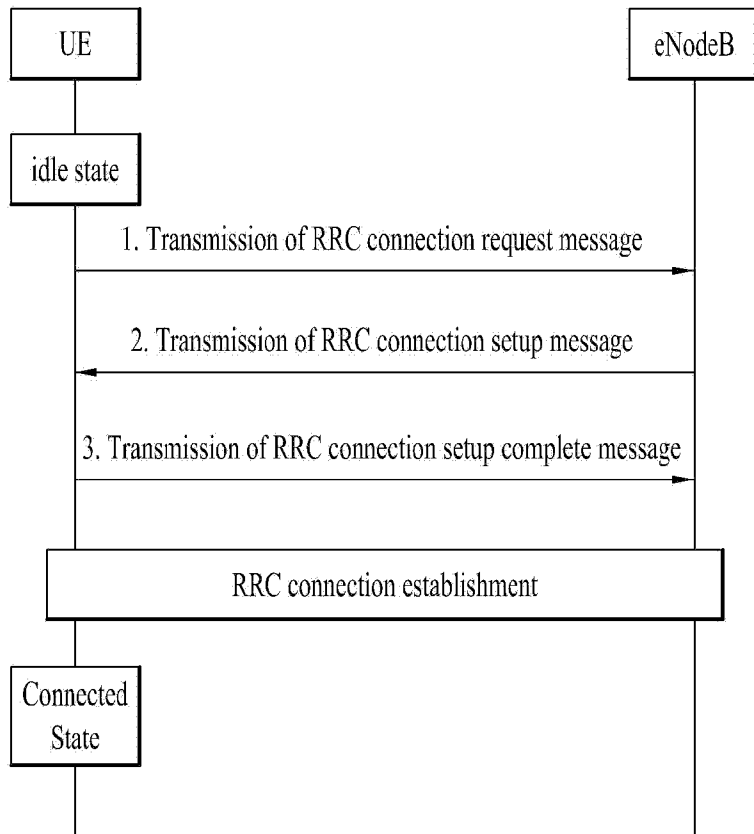 UE
eNodeB
idle state
1. Transmission of RRC connection request message
2. Transmission of RRC connection setup message
3. Transmission of RRC connection setup complete message
RRC connection establishment
Connected
State